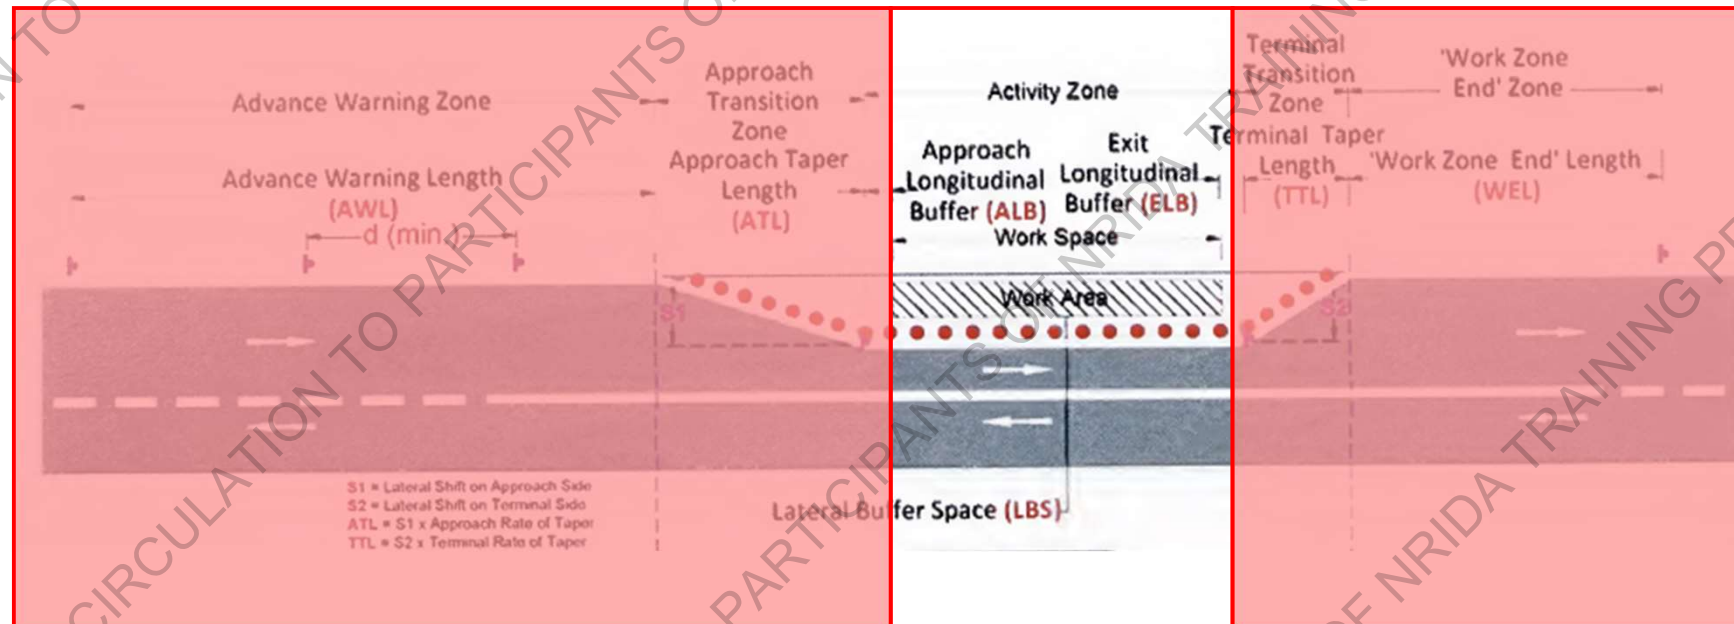 Advance Warning Zone
Approach
Transition
Zone
Activity Zone
Terminal
Transition
Zone
'Work Zone
End' Zone
Advance Warning Length
(AWL)
d (min.)
Approach Taper
Length
(ATL)
Approach
Longitudinal
Buffer (ALB)
Exit
Longitudinal
Buffer (ELB)
Work Space
Terminal Taper
Length
(TTL)
'Work Zone End' Length
(WEL)
S1
Work Area
S2
S1 = Lateral Shift on Approach Side
S2 = Lateral Shift on Terminal Side
ATL = S1 x Approach Rate of Taper
TTL = S2 x Terminal Rate of Taper
Lateral Buffer Space (LBS)
CIRCULATION TO PARTICIPANTS O
PARTICIPANTS OF NRIDA TRAINING
OF NRIDA TRAINING PR